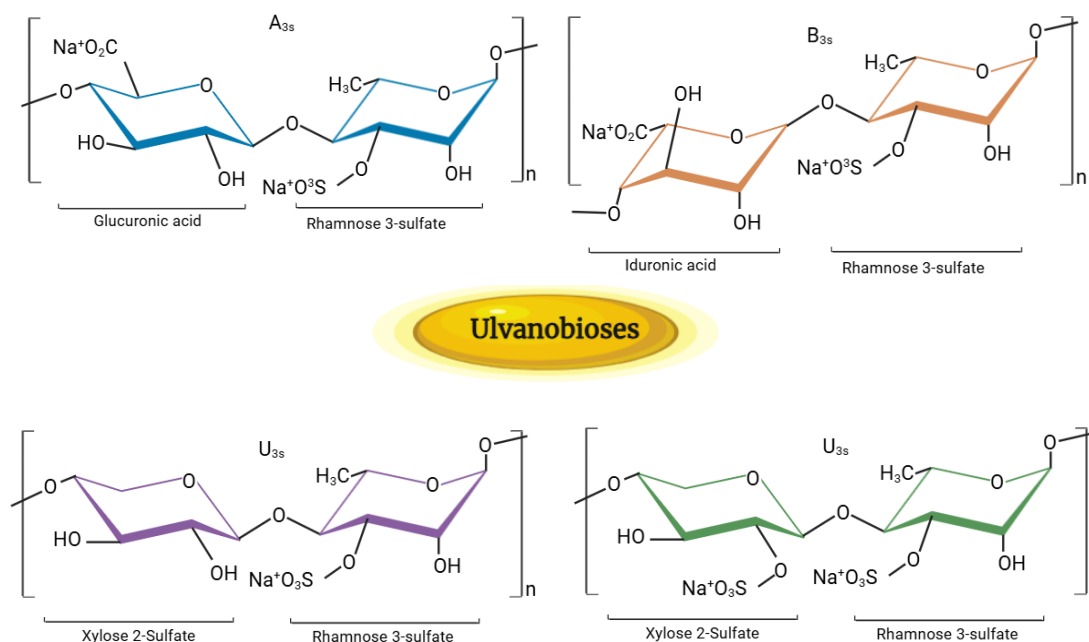 A3s
Na⁺O₂C
O
O
H₃C
O
O
HO
OH
O
O
OH
Na⁺O³S
n
Glucuronic acid
Rhamnose 3-sulfate
B3s
O
OH
H₃C
O
Na⁺O₂C
O
O
O
Na⁺O³S
OH
O
OH
n
Iduronic acid
Rhamnose 3-sulfate
Ulvanobioses
U3s
O
O
H₃C
O
O
HO
OH
O
O
Na⁺O₃S
OH
n
Xylose 2-Sulfate
Rhamnose 3-sulfate
U3s
O
O
H₃C
O
O
HO
O
O
Na⁺O₃S
O
Na⁺O₃S
OH
n
Xylose 2-Sulfate
Rhamnose 3-sulfate